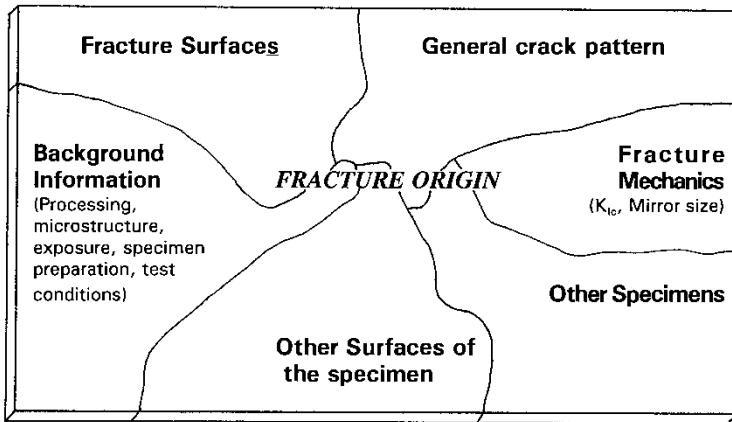 Fracture Surfaces
General crack pattern
Background
Information
(Processing,
microstructure,
exposure, specimen
preparation, test
conditions)
FRACTURE ORIGIN
Fracture
Mechanics
(K_Ic, Mirror size)
Other Specimens
Other Surfaces of
the specimen